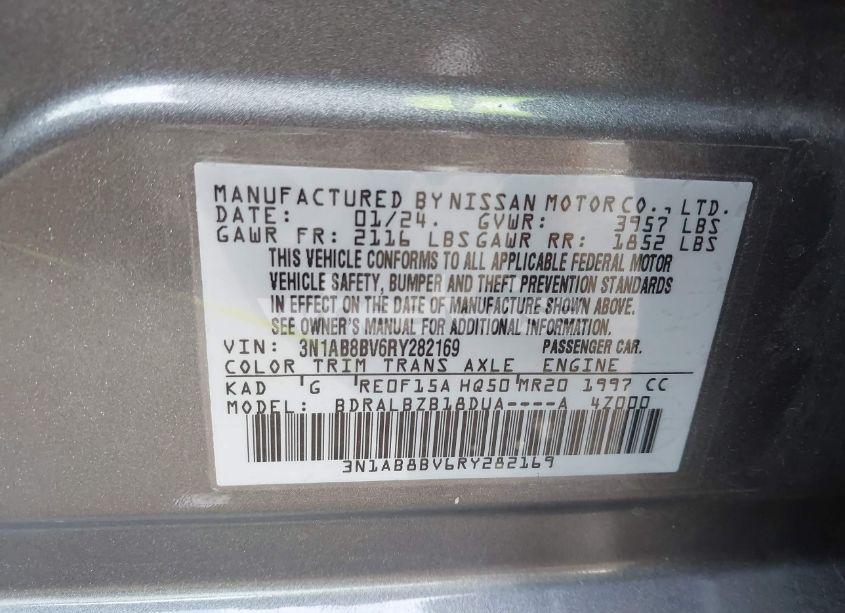 MANUFACTURED BY NISSAN MOTOR CO., LTD.
DATE: 01/24. GVWR: 3957 LBS
GAWR FR: 2116 LBS GAWR RR: 1852 LBS
THIS VEHICLE CONFORMS TO ALL APPLICABLE FEDERAL MOTOR
VEHICLE SAFETY, BUMPER AND THEFT PREVENTION STANDARDS
IN EFFECT ON THE DATE OF MANUFACTURE SHOWN ABOVE.
SEE OWNER'S MANUAL FOR ADDITIONAL INFORMATION.
VIN: 3N1AB8BV6RY282169 PASSENGER CAR.
COLOR TRIM TRANS AXLE ENGINE
KAD G RE0F15A HQ50 MR20 1997 CC
MODEL: BDRALBZB18DUA----A 4Z000
3N1AB8BV6RY282169